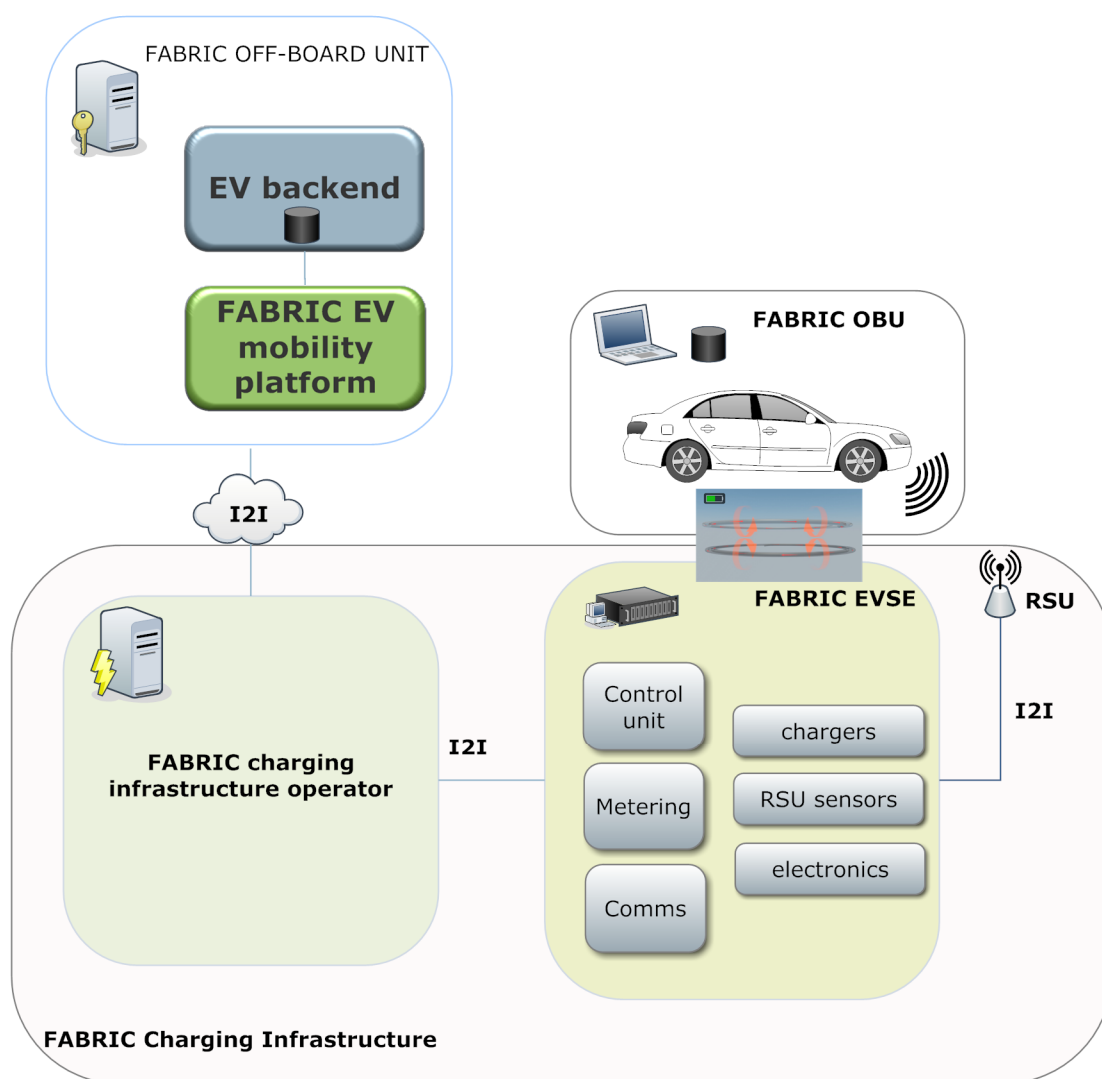 FABRIC OFF-BOARD UNIT
EV backend
FABRIC EV
mobility
platform
I2I
FABRIC OBU
FABRIC EVSE
RSU
I2I
FABRIC charging
infrastructure operator
I2I
Control
unit
Metering
Comms
chargers
RSU sensors
electronics
FABRIC Charging Infrastructure